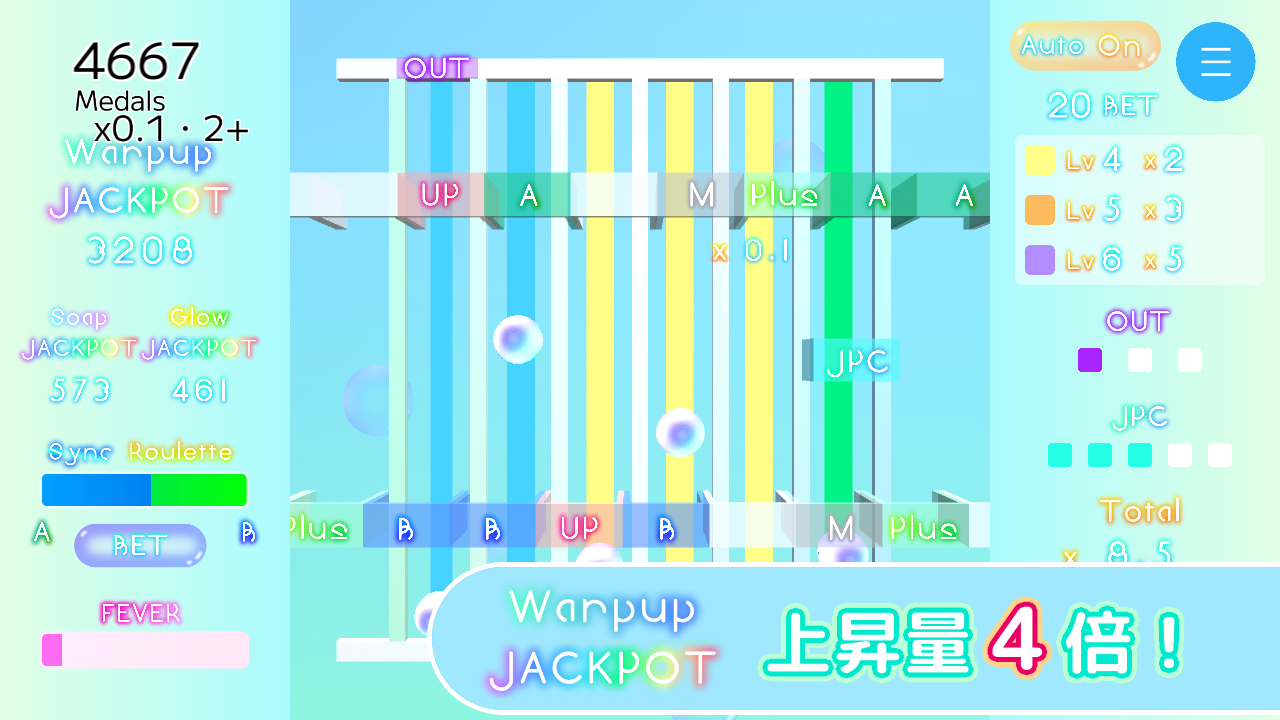 4667
Medals
x0.1・2+
Warpup
JACKPOT
3208
Soap
JACKPOT
573
Glow
JACKPOT
461
Sync Roulette
A
BET
B
FEVER
OUT
UP A M Plus A A
x 0.1
JPC
Plus B B UP B M Plus
Auto On
20 BET
Lv 4 x 2
Lv 5 x 3
Lv 6 x 5
OUT
JPC
Total
x 8.5
Warpup
JACKPOT
上昇量4倍！